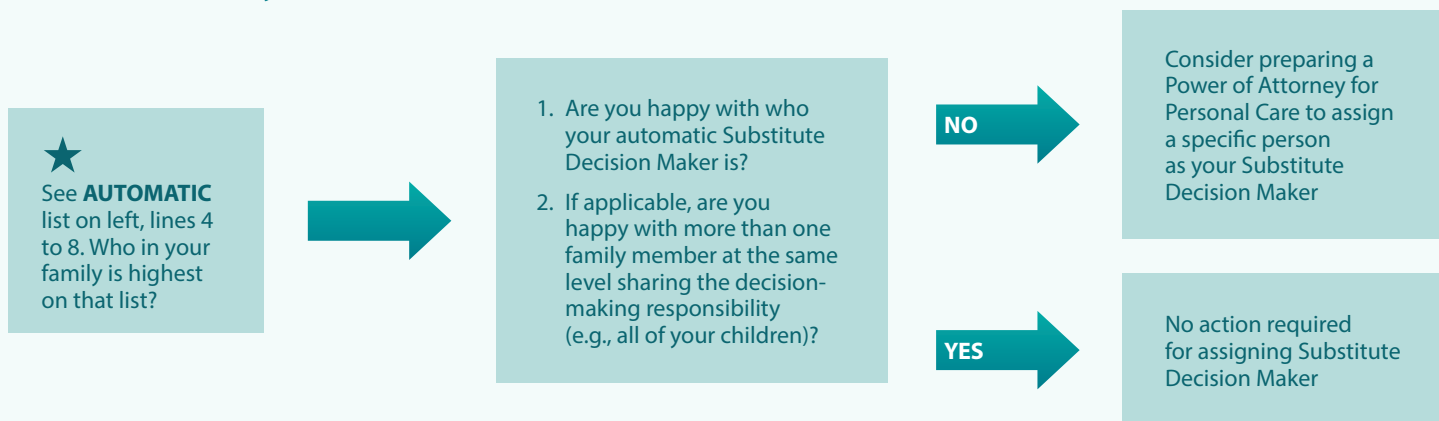 See AUTOMATIC
list on left, lines 4
to 8. Who in your
family is highest
on that list?
1. Are you happy with who
your automatic Substitute
Decision Maker is?
2. If applicable, are you
happy with more than one
family member at the same
level sharing the decision-
making responsibility
(e.g., all of your children)?
NO
Consider preparing a
Power of Attorney for
Personal Care to assign
a specific person
as your Substitute
Decision Maker
YES
No action required
for assigning Substitute
Decision Maker